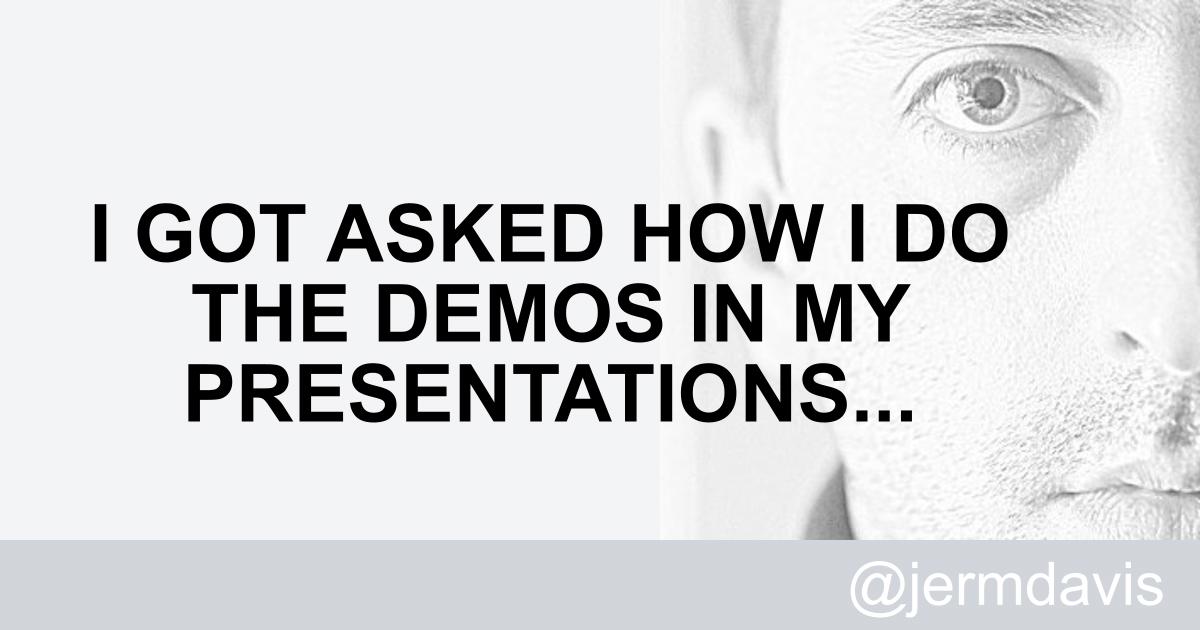 I GOT ASKED HOW I DO
THE DEMOS IN MY
PRESENTATIONS...
@jermdavis